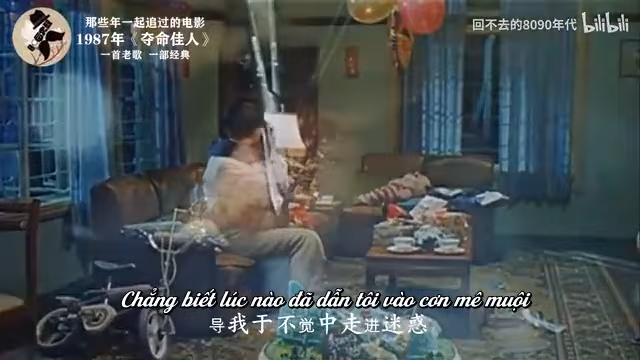 那些年一起追过的电影
1987年《夺命佳人》
一首老歌 一部经典
回不去的8090年代 bilibili
Chẳng biết lúc nào đã dẫn tôi vào cơn mê muội
导我于不觉中走进迷惑